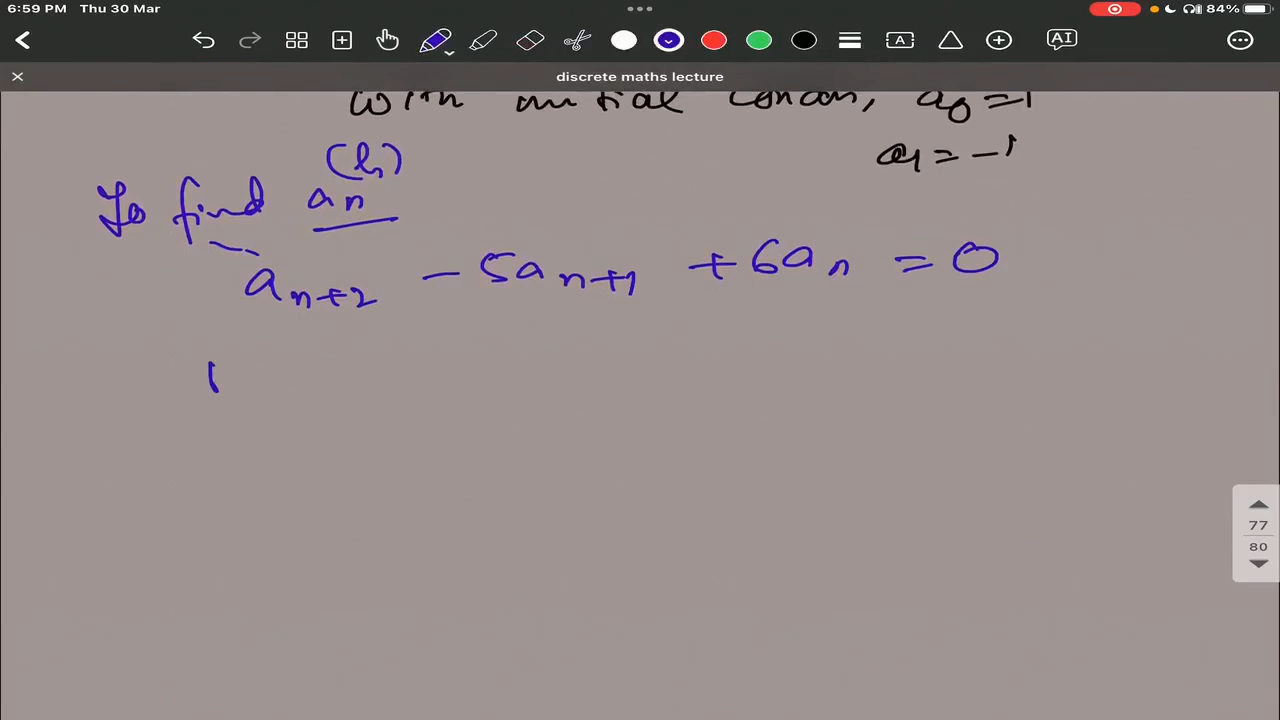 6:59 PM Thu 30 Mar
84%
AI
discrete maths lecture
with initial condn, a₀ = 1
a₁ = -1
To find aₙ⁽ʰ⁾
aₙ₊₂ - 5aₙ₊₁ + 6aₙ = 0
77
80